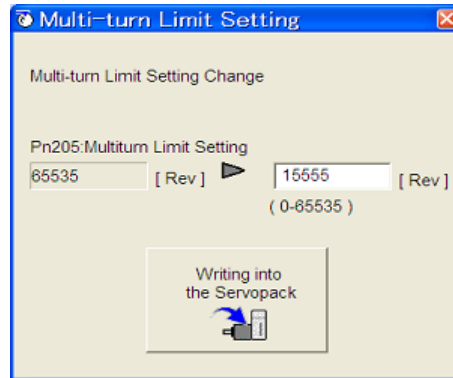 Multi-turn Limit Setting
Multi-turn Limit Setting Change
Pn205:Multiturn Limit Setting
65535 [ Rev ] 15555 [ Rev ]
( 0-65535 )
Writing into
the Servopack